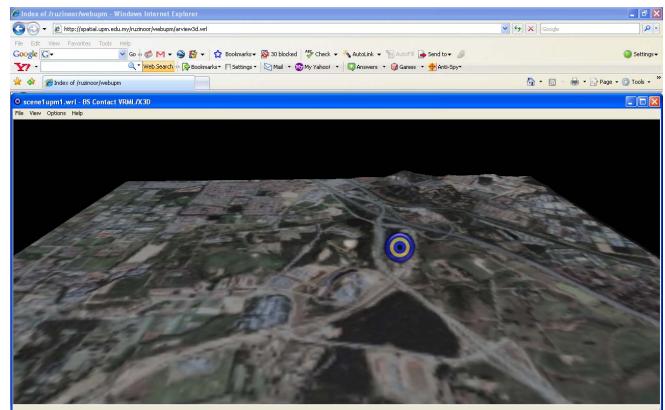 Index of /ruzinoor/webupm - Windows Internet Explorer
http://spatial.upm.edu.my/ruzinoor/webupm/arview3d.wrl Google
File Edit View Favorites Tools Help
Google G Go Bookmarks 30 blocked Check AutoLink AutoFill Send to Settings
Y! Web Search Bookmarks Settings Mail My Yahoo! Answers Games Anti-Spy
Index of /ruzinoor/webupm Page Tools »
scene1upm1.wrl - BS Contact VRML/X3D
File View Options Help